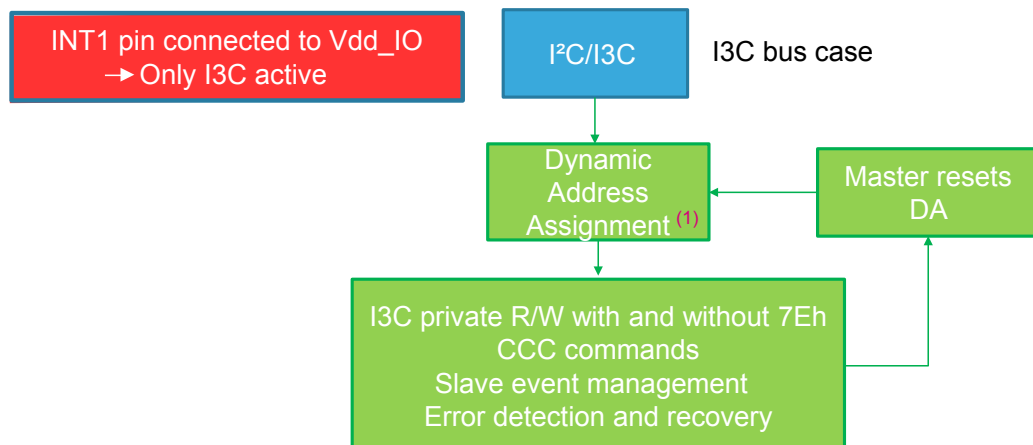 INT1 pin connected to Vdd_IO
→ Only I3C active
I²C/I3C
I3C bus case
Dynamic
Address
Assignment (1)
Master resets
DA
I3C private R/W with and without 7Eh
CCC commands
Slave event management
Error detection and recovery